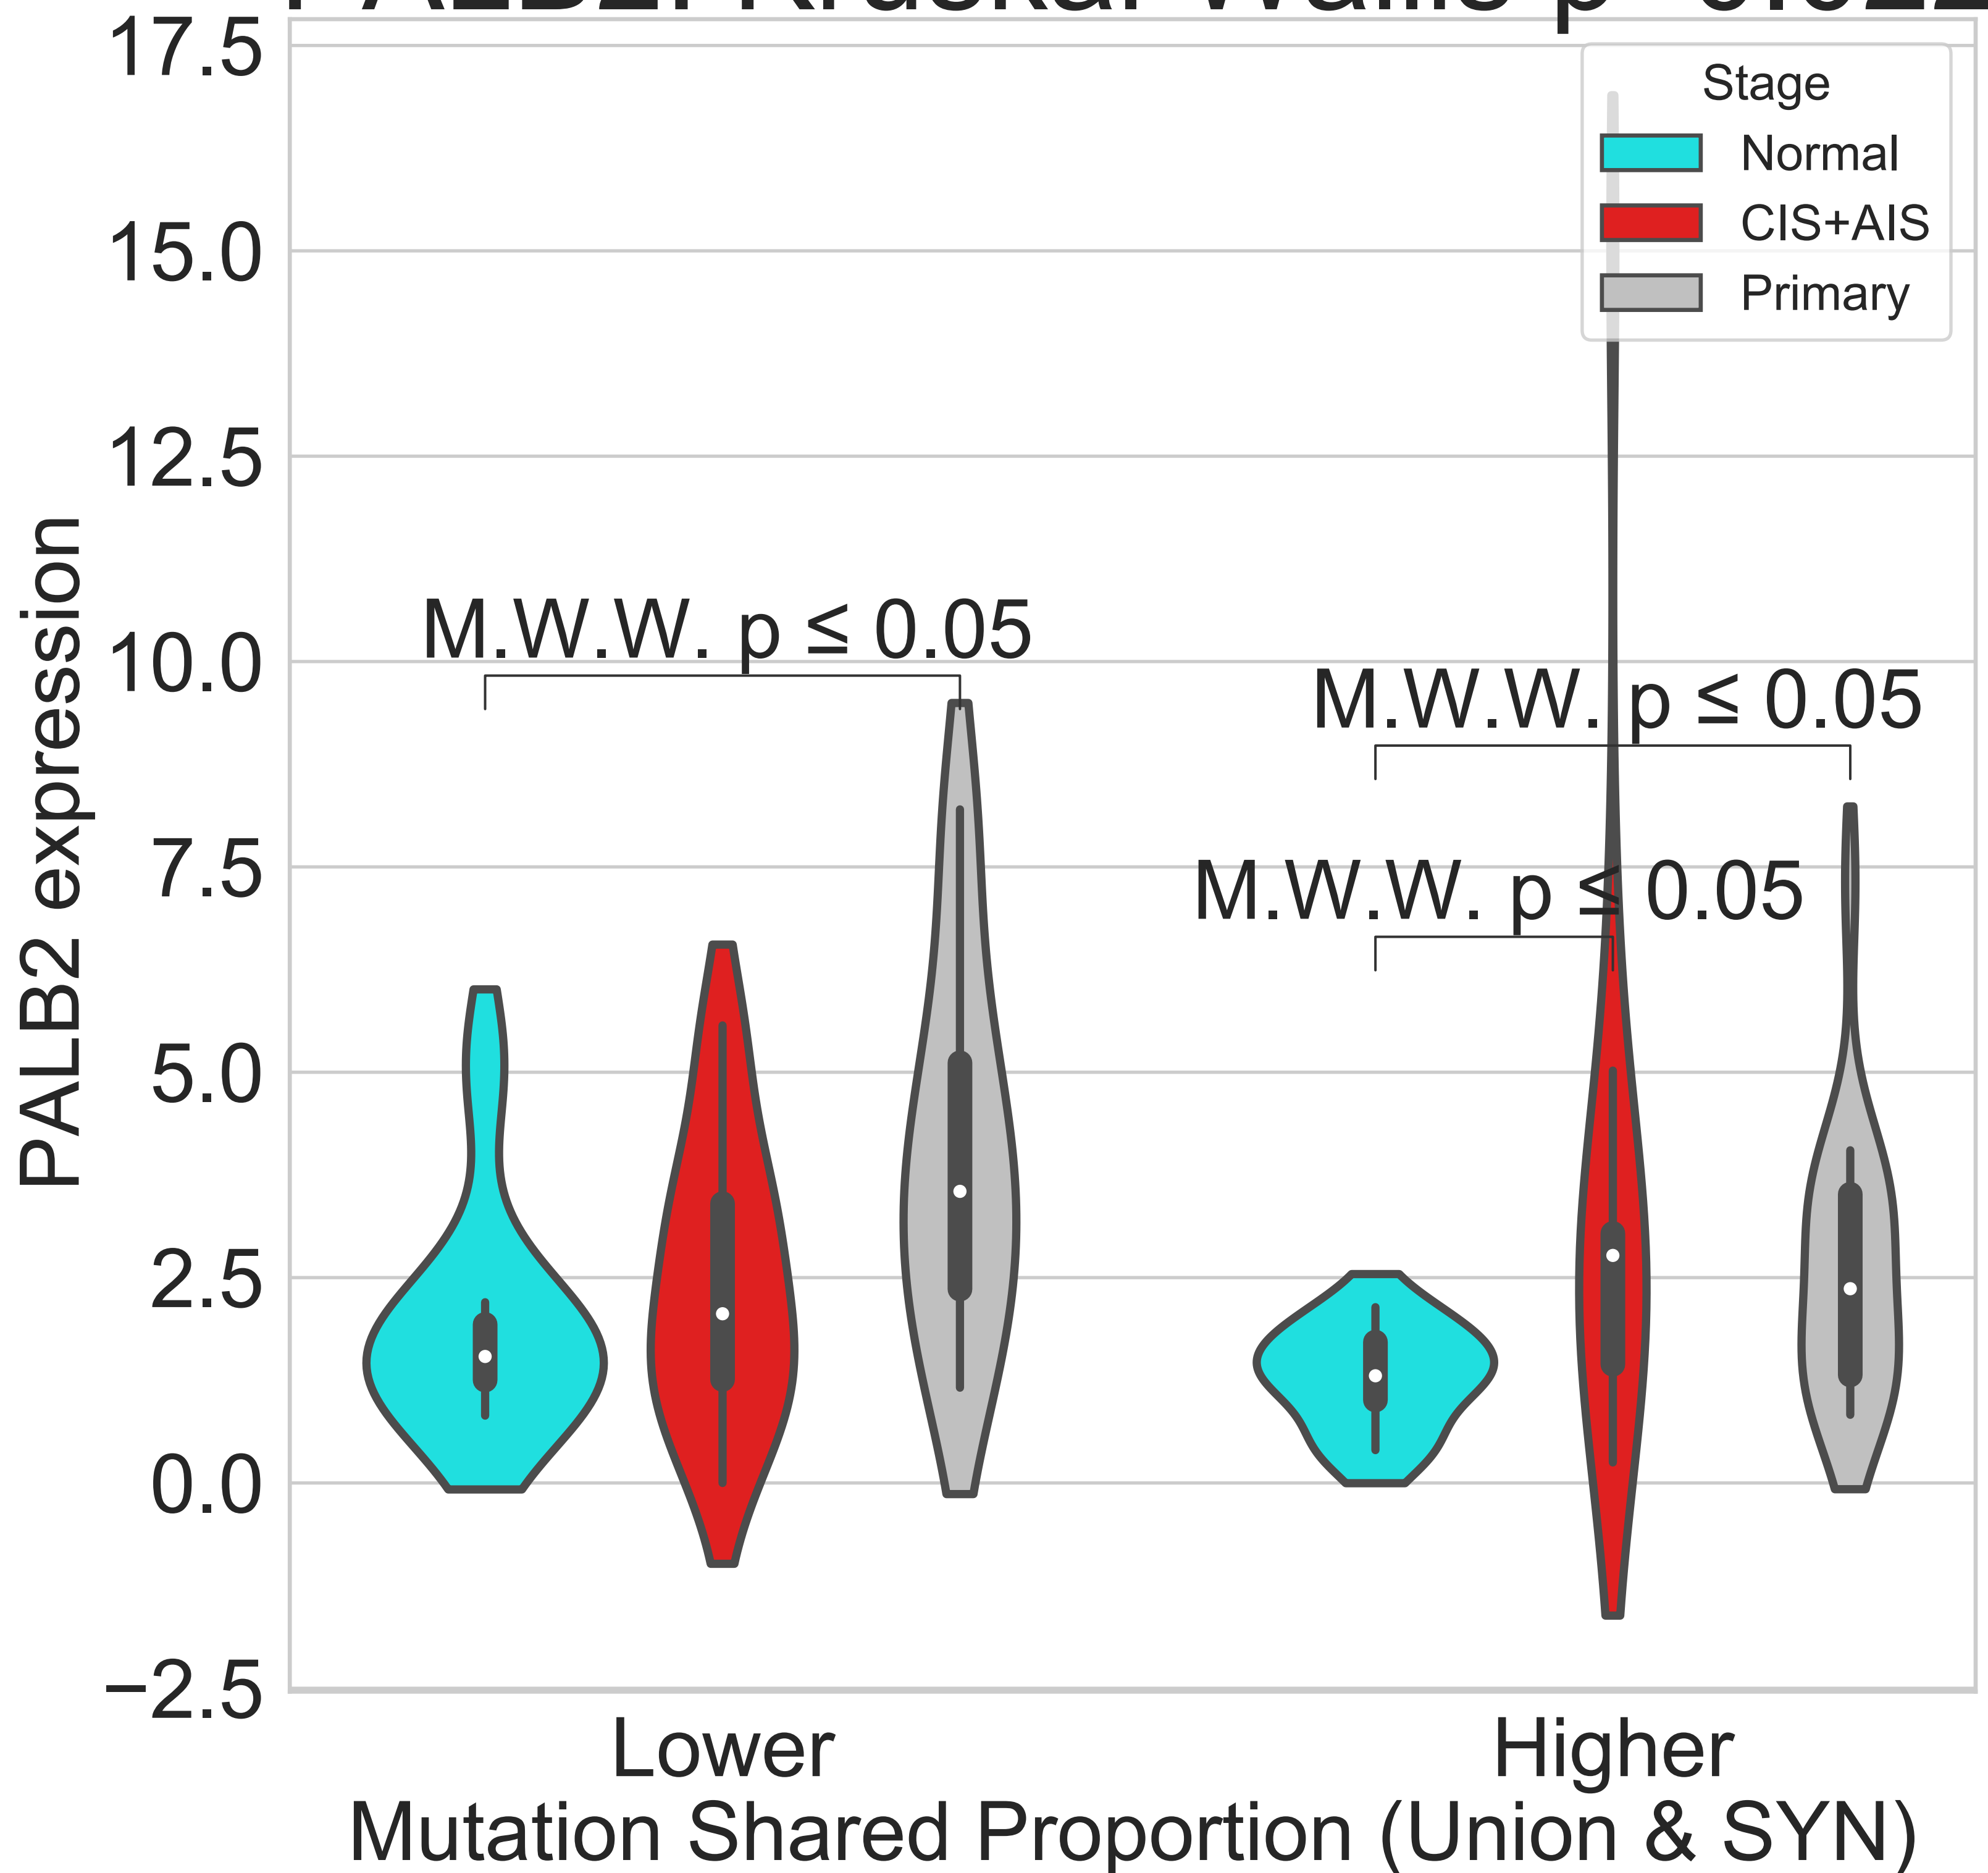 17.5
15.0
12.5
10.0
7.5
5.0
2.5
0.0
−2.5
PALB2 expression
Stage
Normal
CIS+AIS
Primary
M.W.W. p ≤ 0.05
M.W.W. p ≤ 0.05
M.W.W. p ≤ 0.05
Lower
Higher
Mutation Shared Proportion (Union & SYN)